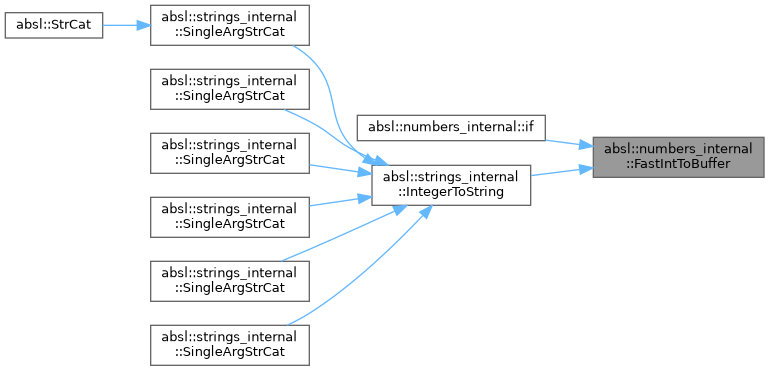 absl::StrCat
absl::strings_internal
::SingleArgStrCat
absl::strings_internal
::SingleArgStrCat
absl::strings_internal
::SingleArgStrCat
absl::strings_internal
::SingleArgStrCat
absl::strings_internal
::SingleArgStrCat
absl::strings_internal
::SingleArgStrCat
absl::numbers_internal::if
absl::strings_internal
::IntegerToString
absl::numbers_internal
::FastIntToBuffer